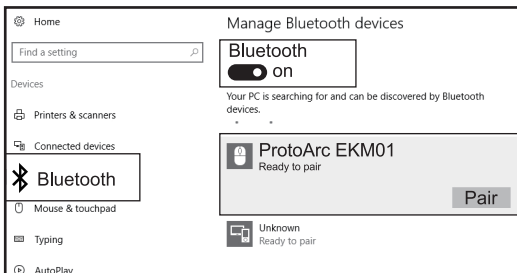 Home
Find a setting
Devices
Printers & scanners
Connected devices
Bluetooth
Mouse & touchpad
Typing
AutoPlay
Manage Bluetooth devices
Bluetooth
on
Your PC is searching for and can be discovered by Bluetooth
devices.
ProtoArc EKM01
Ready to pair
Pair
Unknown
Ready to pair